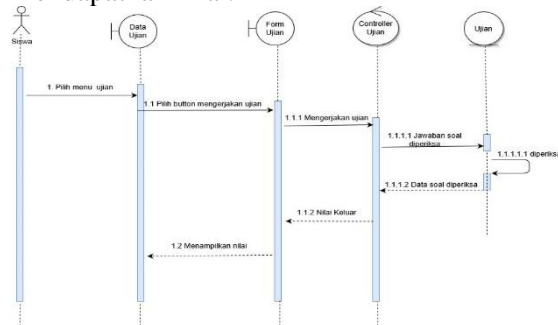 Siswa
Data
Ujian
Form
Ujian
Controller
Ujian
Ujian
1. Pilih menu ujian
1.1 Pilih button mengerjakan ujian
1.1.1 Mengerjakan ujian
1.1.1.1 Jawaban soal
diperiksa
1.1.1.1.1 diperiksa
1.1.1.2 Data soal diperiksa
1.1.2 Nilai Keluar
1.2 Menampilkan nilai